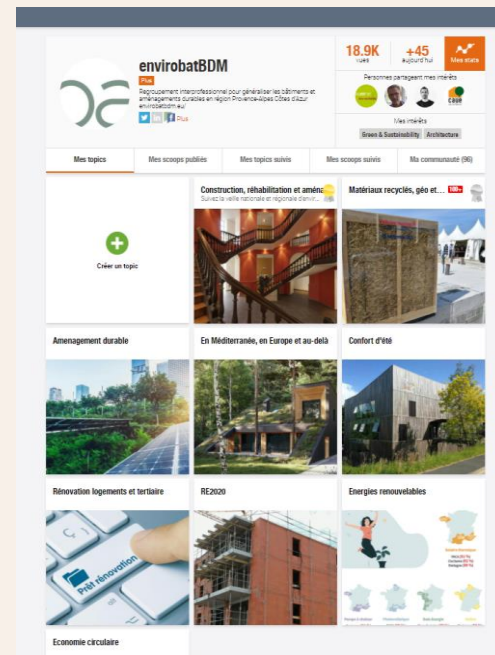 envirobatBDM
Plus
Regroupement interprofessionnel pour généraliser les bâtiments et
aménagements durables en région Provence-Alpes Côtes d'Azur
envirobatbdm.eu/
Plus
18.9K
vues
+45
aujourd'hui
Mes stats
Personnes partageant mes intérêts
Mes intérêts
Green & Sustainability
Architecture
Mes topics
Mes scoops publiés
Mes topics suivis
Mes scoops suivis
Ma communauté (96)
Créer un topic
Construction, réhabilitation et aména
Suivez la veille nationale et régionale d'envir...
Matériaux recyclés, géo et... 100+
Amenagement durable
En Méditerranée, en Europe et au-delà
Confort d'été
Rénovation logements et tertiaire
Prêt rénovation
RE2020
Energies renouvelables
Economie circulaire